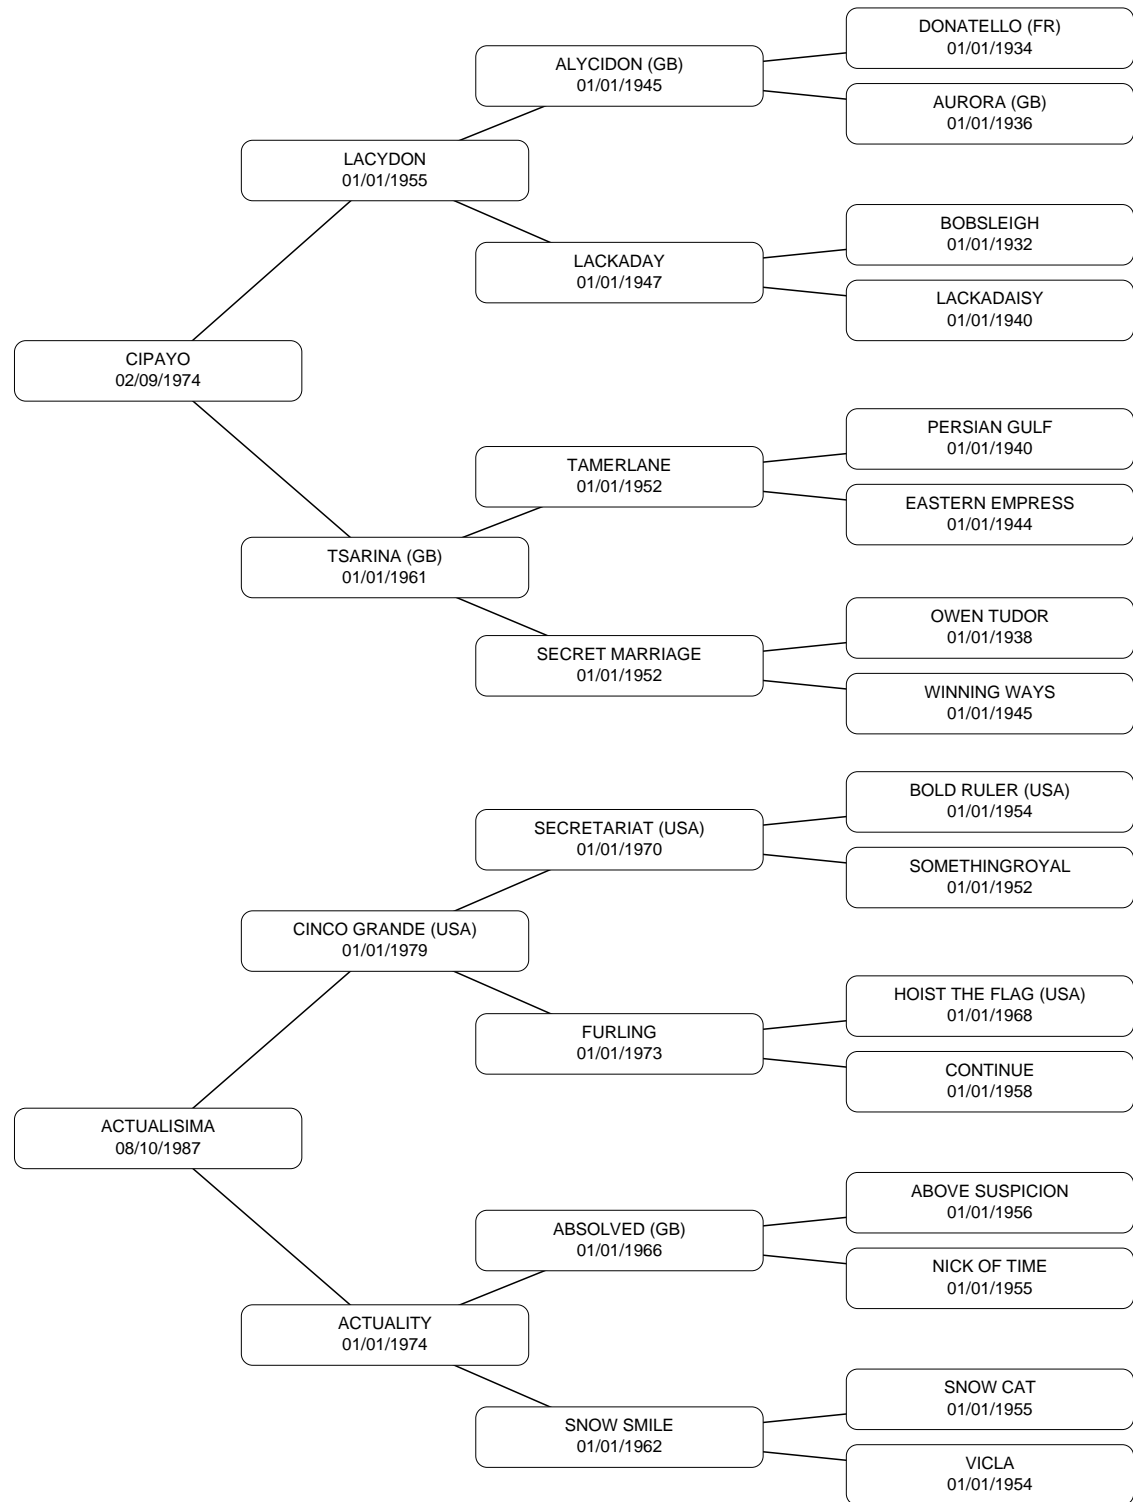 DONATELLO (FR)
01/01/1934
ALYCIDON (GB)
01/01/1945
AURORA (GB)
01/01/1936
LACYDON
01/01/1955
BOBSLEIGH
01/01/1932
LACKADAY
01/01/1947
LACKADAISY
01/01/1940
CIPAYO
02/09/1974
PERSIAN GULF
01/01/1940
TAMERLANE
01/01/1952
EASTERN EMPRESS
01/01/1944
TSARINA (GB)
01/01/1961
OWEN TUDOR
01/01/1938
SECRET MARRIAGE
01/01/1952
WINNING WAYS
01/01/1945
BOLD RULER (USA)
01/01/1954
SECRETARIAT (USA)
01/01/1970
SOMETHINGROYAL
01/01/1952
CINCO GRANDE (USA)
01/01/1979
HOIST THE FLAG (USA)
01/01/1968
FURLING
01/01/1973
CONTINUE
01/01/1958
ACTUALISIMA
08/10/1987
ABOVE SUSPICION
01/01/1956
ABSOLVED (GB)
01/01/1966
NICK OF TIME
01/01/1955
ACTUALITY
01/01/1974
SNOW CAT
01/01/1955
SNOW SMILE
01/01/1962
VICLA
01/01/1954